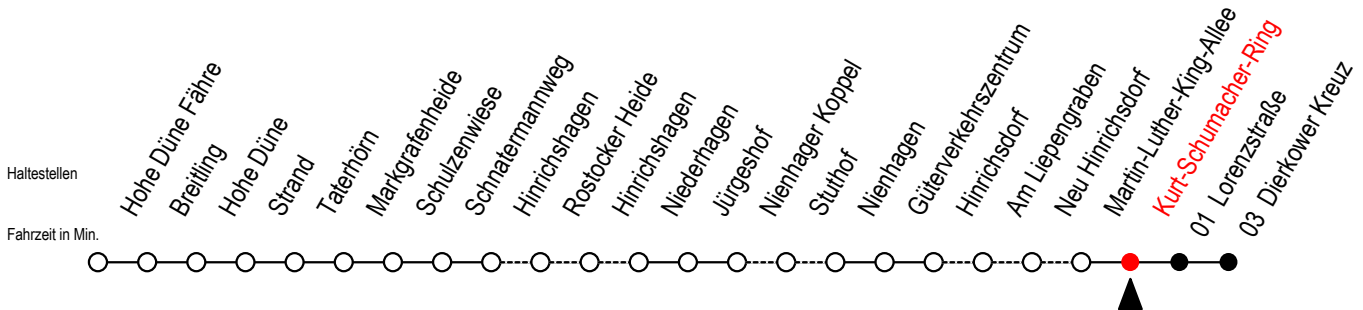 Haltestellen
Hohe Düne Fähre
Breitling
Hohe Düne
Strand
Taterhörn
Markgrafenheide
Schulzenwiese
Schnatermannweg
Hinrichshagen
Rostocker Heide
Hinrichshagen
Niederhagen
Jürgeshof
Nienhager Koppel
Stuthof
Nienhagen
Güterverkehrszentrum
Hinrichsdorf
Am Liepengraben
Neu Hinrichsdorf
Martin-Luther-King-Allee
Kurt-Schumacher-Ring
01 Lorenzstraße
03 Dierkower Kreuz
Fahrzeit in Min.